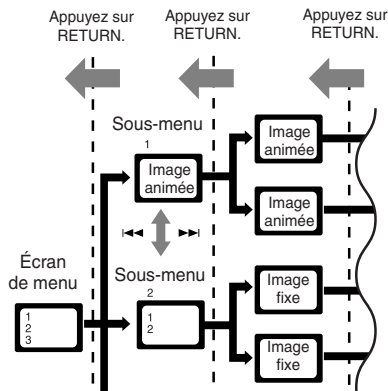 Appuyez sur
RETURN.
Appuyez sur
RETURN.
Appuyez sur
RETURN.
Sous-menu
1
Image
animée
Image
animée
Image
animée
Écran
de menu
1
2
3
Sous-menu
2
1
2
Image
fixe
Image
fixe